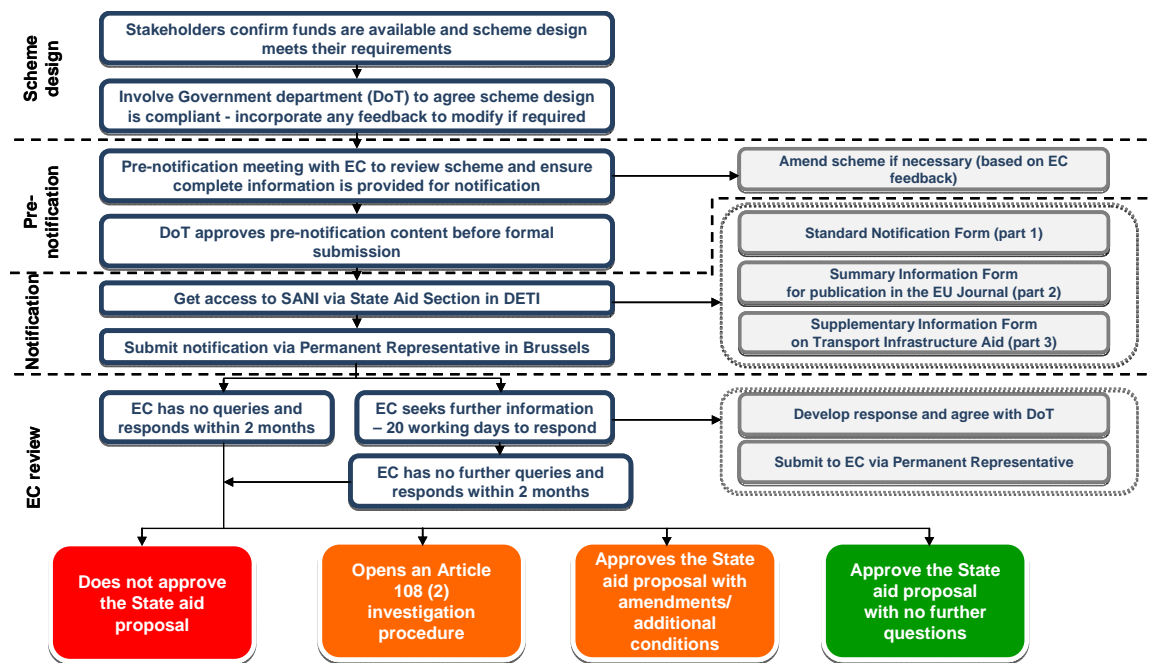 Scheme
design
Stakeholders confirm funds are available and scheme design
meets their requirements
Involve Government department (DoT) to agree scheme design
is compliant - incorporate any feedback to modify if required
Pre-
notification
Pre-notification meeting with EC to review scheme and ensure
complete information is provided for notification
Amend scheme if necessary (based on EC
feedback)
DoT approves pre-notification content before formal
submission
Notification
Get access to SANI via State Aid Section in DETI
Submit notification via Permanent Representative in Brussels
Standard Notification Form (part 1)
Summary Information Form
for publication in the EU Journal (part 2)
Supplementary Information Form
on Transport Infrastructure Aid (part 3)
EC review
EC has no queries and
responds within 2 months
EC seeks further information
– 20 working days to respond
EC has no further queries and
responds within 2 months
Develop response and agree with DoT
Submit to EC via Permanent Representative
Does not approve
the State aid
proposal
Opens an Article
108 (2)
investigation
procedure
Approves the State
aid proposal with
amendments/
additional
conditions
Approve the State
aid proposal
with no further
questions